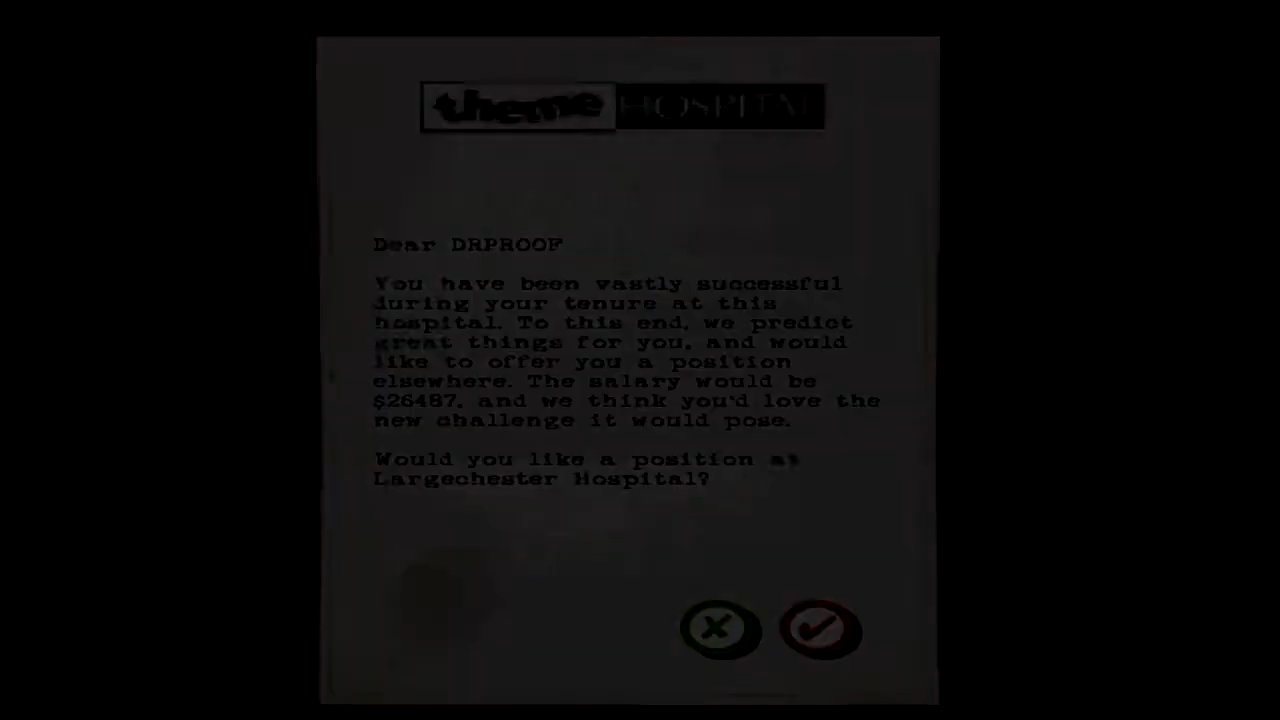 theme HOSPITAL
Dear DRPROOF
You have been vastly successful
during your tenure at this
hospital. To this end, we predict
great things for you, and would
like to offer you a position
elsewhere. The salary would be
$26487, and we think you'd love the
new challenge it would pose.
Would you like a position at
Largechester Hospital?